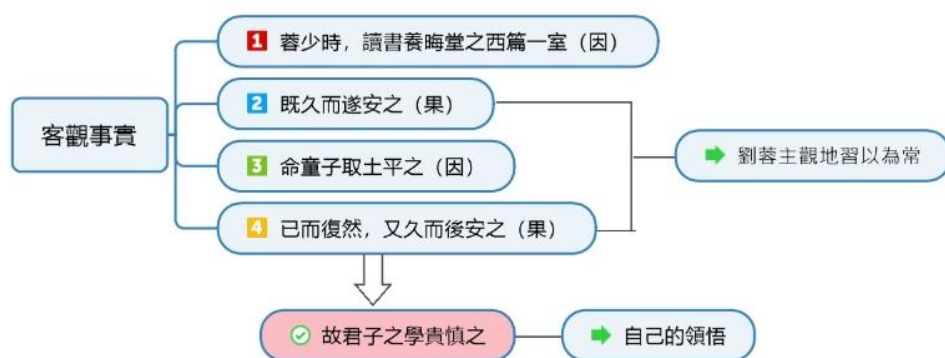 1 蓉少時，讀書養晦堂之西篇一室（因）
2 既久而遂安之（果）
客觀事實
3 命童子取土平之（因）
劉蓉主觀地習以為常
4 已而復然，又久而後安之（果）
故君子之學貴慎之
自己的領悟